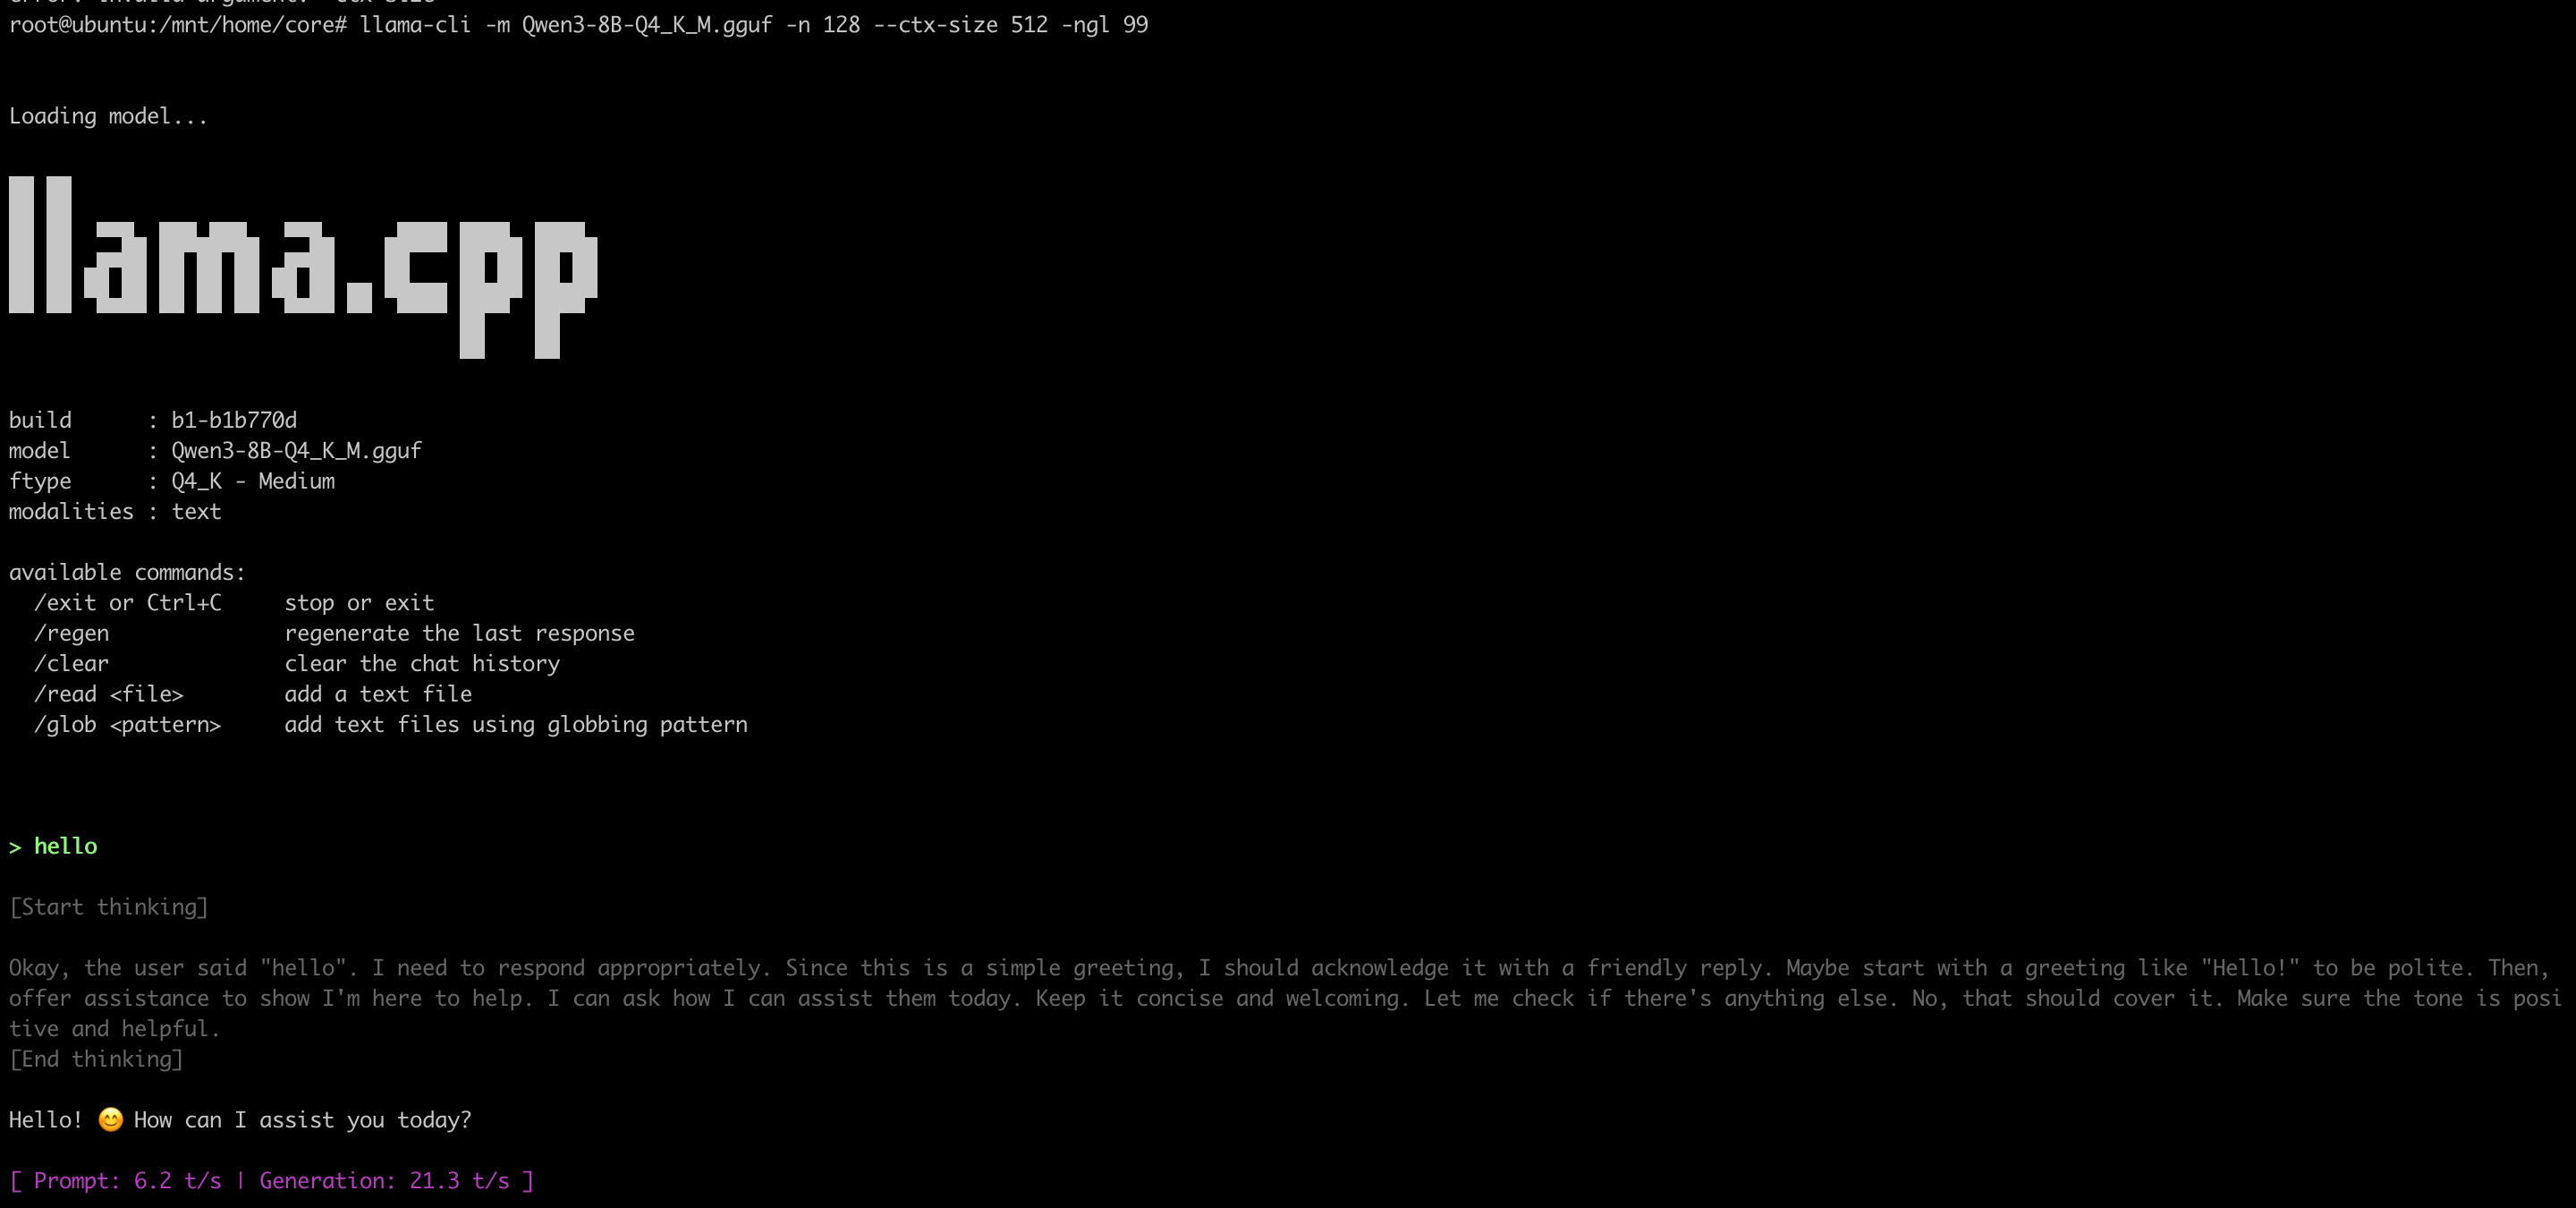 root@ubuntu:/mnt/home/core# llama-cli -m Qwen3-8B-Q4_K_M.gguf -n 128 --ctx-size 512 -ngl 99
Loading model...
llama.cpp
build      : b1-b1b770d
model      : Qwen3-8B-Q4_K_M.gguf
ftype      : Q4_K - Medium
modalities : text
available commands:
  /exit or Ctrl+C     stop or exit
  /regen              regenerate the last response
  /clear              clear the chat history
  /read <file>        add a text file
  /glob <pattern>     add text files using globbing pattern
> hello
[Start thinking]
Okay, the user said "hello". I need to respond appropriately. Since this is a simple greeting, I should acknowledge it with a friendly reply. Maybe start with a greeting like "Hello!" to be polite. Then,
offer assistance to show I'm here to help. I can ask how I can assist them today. Keep it concise and welcoming. Let me check if there's anything else. No, that should cover it. Make sure the tone is posi
tive and helpful.
[End thinking]
Hello! 😊 How can I assist you today?
[ Prompt: 6.2 t/s | Generation: 21.3 t/s ]